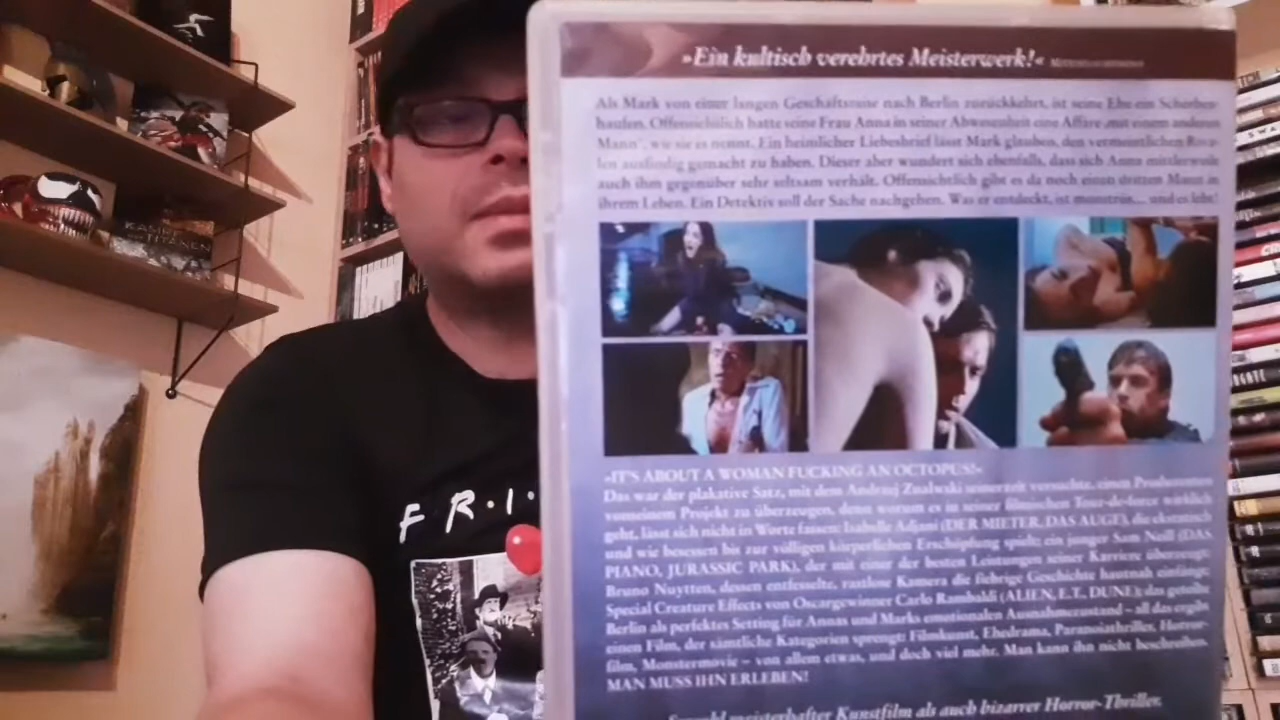 »Ein kultisch verehrtes Meisterwerk!«
Als Mark von einer langen Geschäftsreise nach Berlin zurückkehrt, ist seine Ehe ein Scherben-
haufen. Offensichtlich hatte seine Frau Anna in seiner Abwesenheit eine Affäre „mit einem anderen
Mann", wie sie es nennt. Ein heimlicher Liebesbrief lässt Mark glauben, den vermeintlichen Riva-
len ausfindig gemacht zu haben. Dieser aber wundert sich ebenfalls, dass sich Anna mittlerweile
auch ihm gegenüber sehr seltsam verhält. Offensichtlich gibt es da noch einen dritten Mann in
ihrem Leben. Ein Detektiv soll der Sache nachgehen. Was er entdeckt, ist monströs... und es lebt!
»IT'S ABOUT A WOMAN FUCKING AN OCTOPUS!«
Das war der plakative Satz, mit dem Andrzej Zualwski seinerzeit versuchte, einen Produzenten
von seinem Projekt zu überzeugen, denn worum es in seiner filmischen Tour-de-force wirklich
geht, lässt sich nicht in Worte fassen: Isabelle Adjani (DER MIETER, DAS AUGE), die ekstatisch
und wie besessen bis zur völligen körperlichen Erschöpfung spielt; ein junger Sam Neill (DAS
PIANO, JURASSIC PARK), der mit einer der besten Leistungen seiner Karriere überzeugt;
Bruno Nuytten, dessen entfesselte, rastlose Kamera die fiebrige Geschichte hautnah einfängt;
Special Creature Effects von Oscargewinner Carlo Rambaldi (ALIEN, E.T., DUNE); das geteilte
Berlin als perfektes Setting für Annas und Marks emotionalen Ausnahmezustand – all das ergibt
einen Film, der sämtliche Kategorien sprengt: Filmkunst, Ehedrama, Paranoiathriller, Horror-
film, Monstermovie – von allem etwas, und doch viel mehr. Man kann ihn nicht beschreiben.
MAN MUSS IHN ERLEBEN!
Sowohl meisterhafter Kunstfilm als auch bizarrer Horror-Thriller.
F R · I ·
KAMPF
TITANEN